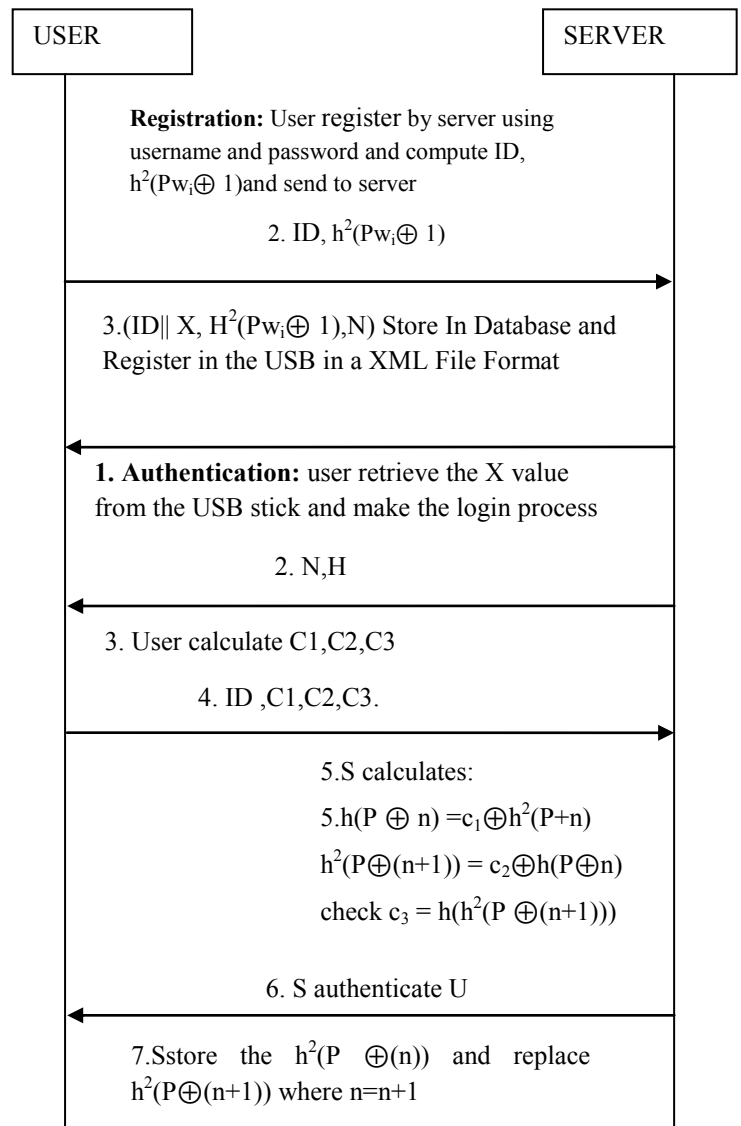 USER
SERVER
Registration: User register by server using
username and password and compute ID,
h²(Pwᵢ⊕ 1)and send to server
2. ID, h²(Pwᵢ⊕ 1)
3.(ID|| X, H²(Pwᵢ⊕ 1),N) Store In Database and
Register in the USB in a XML File Format
1. Authentication: user retrieve the X value
from the USB stick and make the login process
2. N,H
3. User calculate C1,C2,C3
4. ID ,C1,C2,C3.
5.S calculates:
5.h(P ⊕ n) =c₁⊕h²(P+n)
h²(P⊕(n+1)) = c₂⊕h(P⊕n)
check c₃ = h(h²(P ⊕(n+1)))
6. S authenticate U
7.Sstore the h²(P ⊕(n)) and replace
h²(P⊕(n+1)) where n=n+1